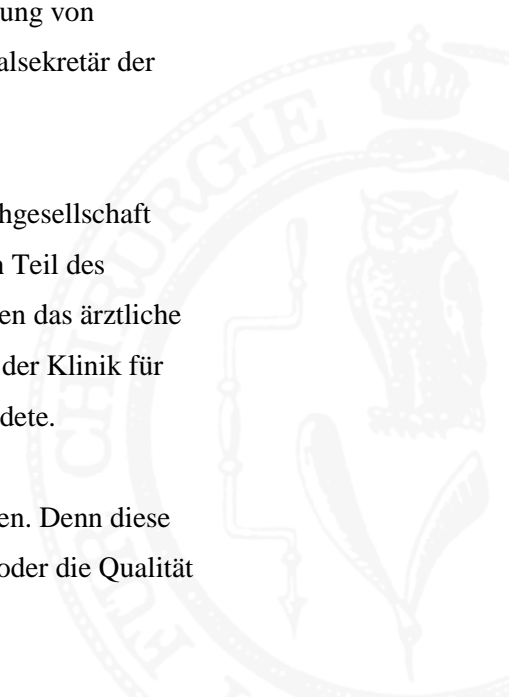 ung von
alsekretär der
hgesellschaft
n Teil des
en das ärztliche
der Klinik für
dete.
en. Denn diese
oder die Qualität
FÜR CHIRURGIE